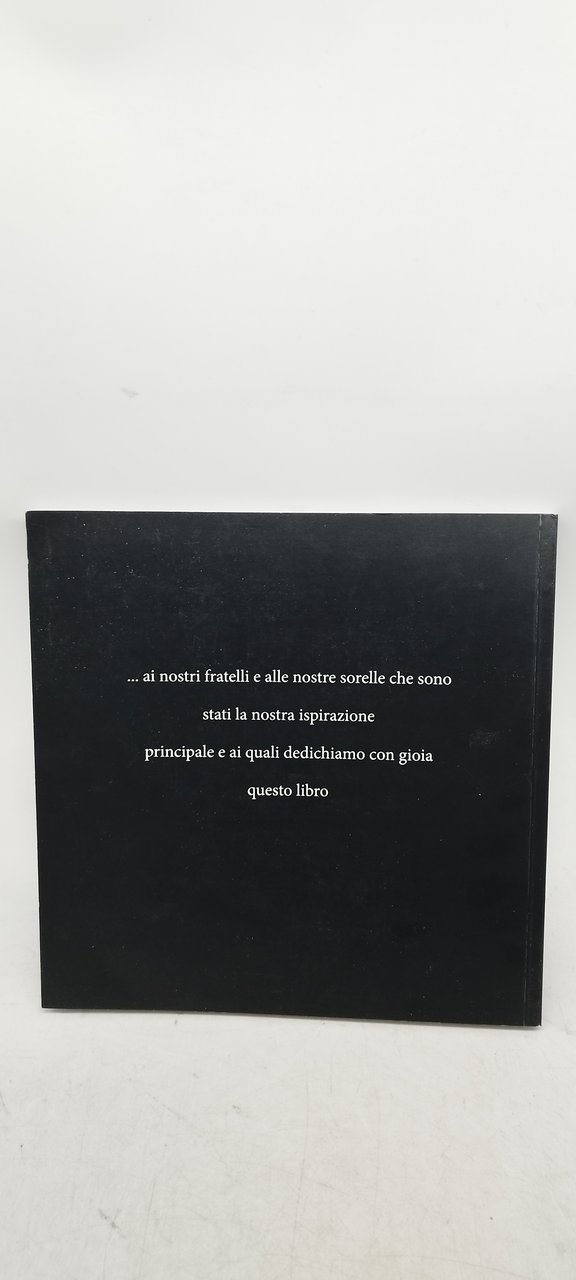 ... ai nostri fratelli e alle nostre sorelle che sono
stati la nostra ispirazione
principale e ai quali dedichiamo con gioia
questo libro